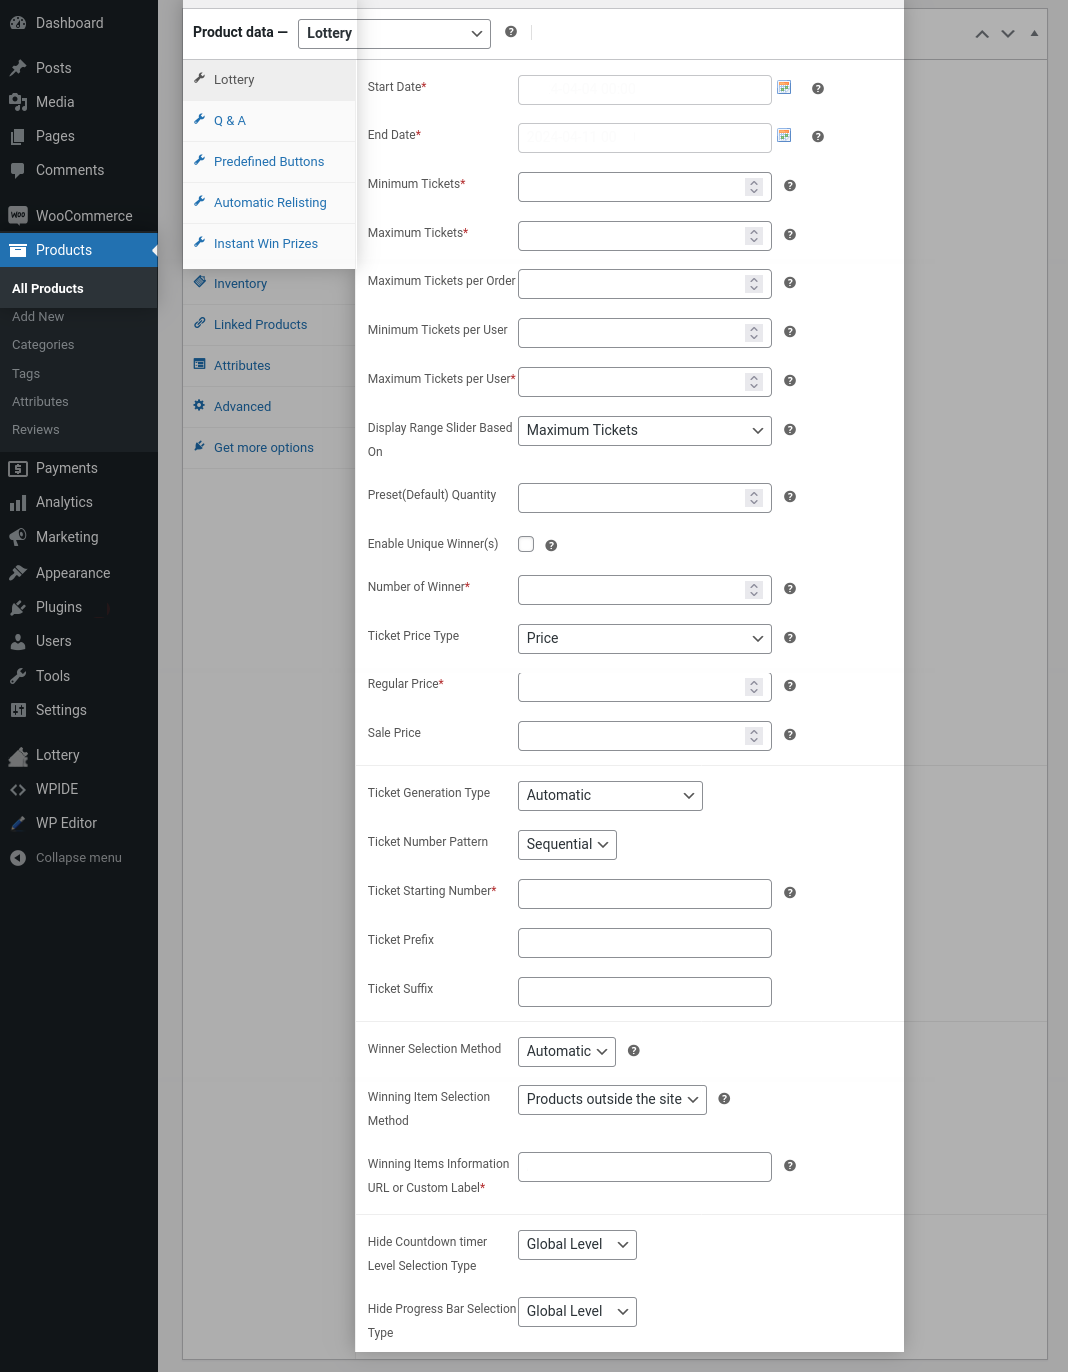 Dashboard
Posts
Media
Pages
Comments
WooCommerce
Products
All Products
Add New
Categories
Tags
Attributes
Reviews
Payments
Analytics
Marketing
Appearance
Plugins
Users
Tools
Settings
Lottery
WPIDE
WP Editor
Collapse menu
Product data — Lottery
Lottery
Q & A
Predefined Buttons
Automatic Relisting
Instant Win Prizes
Inventory
Linked Products
Attributes
Advanced
Get more options
Start Date*
End Date*
Minimum Tickets*
Maximum Tickets*
Maximum Tickets per Order
Minimum Tickets per User
Maximum Tickets per User*
Display Range Slider Based
On
Maximum Tickets
Preset(Default) Quantity
Enable Unique Winner(s)
Number of Winner*
Ticket Price Type Price
Regular Price*
Sale Price
Ticket Generation Type Automatic
Ticket Number Pattern Sequential
Ticket Starting Number*
Ticket Prefix
Ticket Suffix
Winner Selection Method Automatic
Winning Item Selection
Method
Products outside the site
Winning Items Information
URL or Custom Label*
Hide Countdown timer
Level Selection Type
Global Level
Hide Progress Bar Selection
Type
Global Level